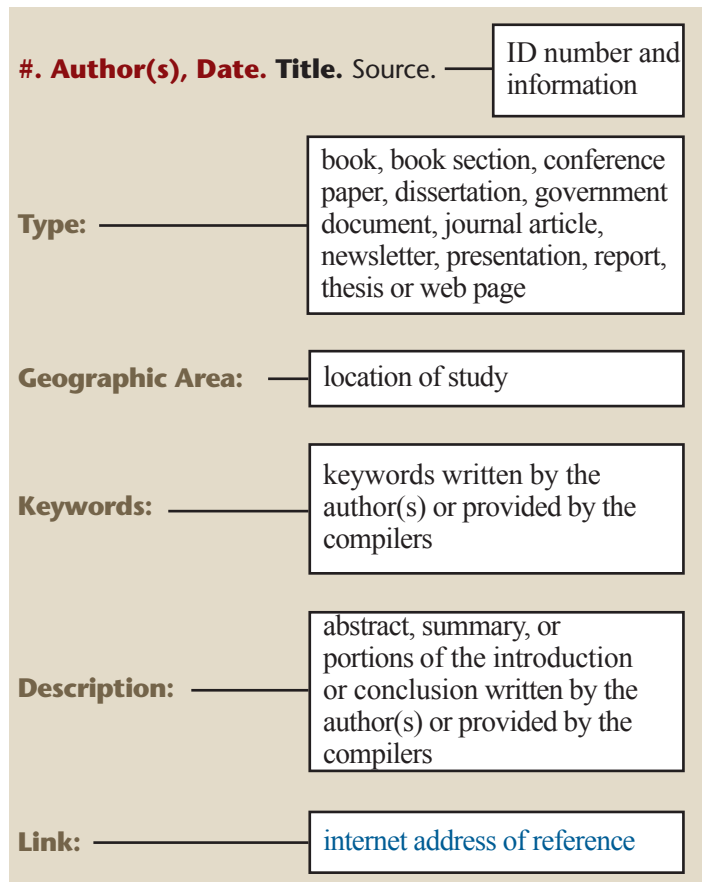 #. Author(s), Date. Title. Source.
ID number and
information
Type:
book, book section, conference
paper, dissertation, government
document, journal article,
newsletter, presentation, report,
thesis or web page
Geographic Area:
location of study
Keywords:
keywords written by the
author(s) or provided by the
compilers
Description:
abstract, summary, or
portions of the introduction
or conclusion written by the
author(s) or provided by the
compilers
Link:
internet address of reference